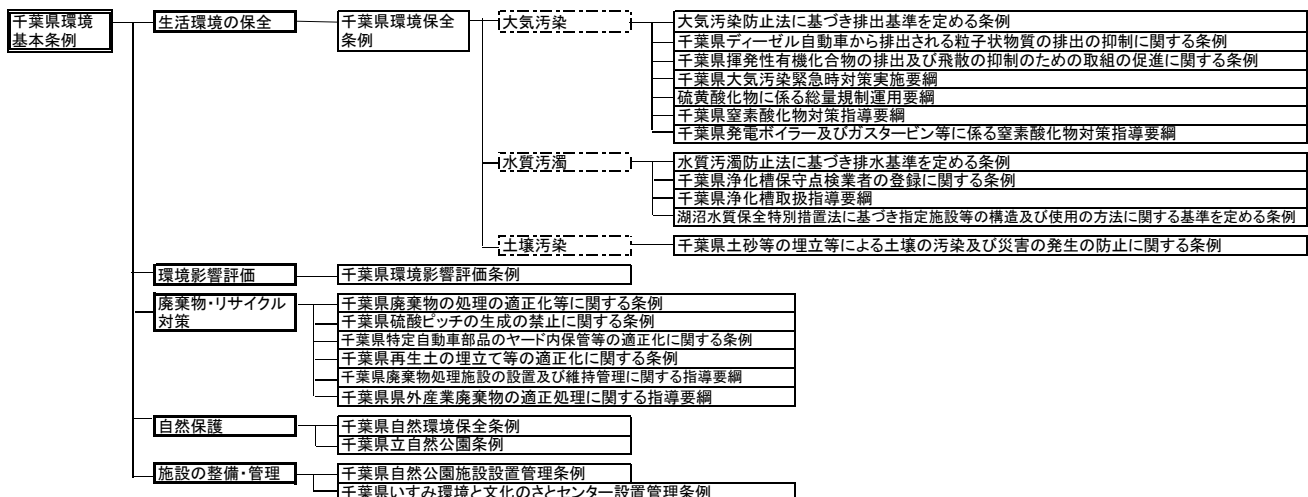 千葉県環境
基本条例
生活環境の保全
千葉県環境保全
条例
大気汚染
大気汚染防止法に基づき排出基準を定める条例
千葉県ディーゼル自動車から排出される粒子状物質の排出の抑制に関する条例
千葉県揮発性有機化合物の排出及び飛散の抑制のための取組の促進に関する条例
千葉県大気汚染緊急時対策実施要綱
硫黄酸化物に係る総量規制運用要綱
千葉県窒素酸化物対策指導要綱
千葉県発電ボイラー及びガスタービン等に係る窒素酸化物対策指導要綱
水質汚濁
水質汚濁防止法に基づき排水基準を定める条例
千葉県浄化槽保守点検業者の登録に関する条例
千葉県浄化槽取扱指導要綱
湖沼水質保全特別措置法に基づき指定施設等の構造及び使用の方法に関する基準を定める条例
土壌汚染
千葉県土砂等の埋立等による土壌の汚染及び災害の発生の防止に関する条例
環境影響評価
千葉県環境影響評価条例
廃棄物・リサイクル
対策
千葉県廃棄物の処理の適正化等に関する条例
千葉県硫酸ピッチの生成の禁止に関する条例
千葉県特定自動車部品のヤード内保管等の適正化に関する条例
千葉県再生土の埋立て等の適正化に関する条例
千葉県廃棄物処理施設の設置及び維持管理に関する指導要綱
千葉県県外産業廃棄物の適正処理に関する指導要綱
自然保護
千葉県自然環境保全条例
千葉県立自然公園条例
施設の整備・管理
千葉県自然公園施設設置管理条例
千葉県いすみ環境と文化のさとセンター設置管理条例